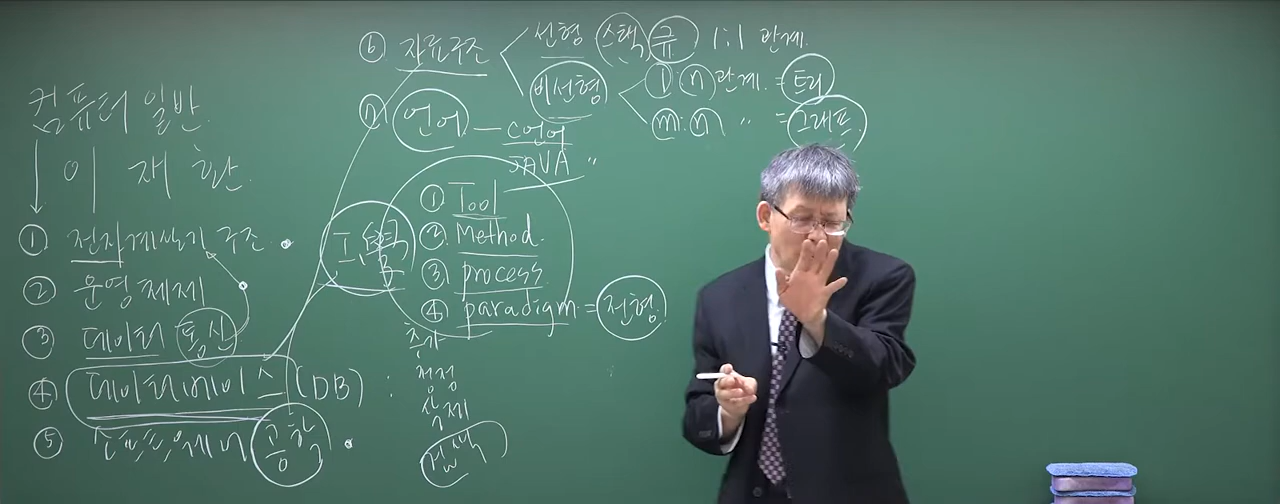 컴퓨터 일반
이 재 환
① 전자계산기 구조
② 운영체제
③ 데이터 통신
④ 데이터베이스 (DB) :
추가
저장
삭제
검색
⑤ 소프트웨어 공학
⑥ 자료구조
선형 스택 큐 1:1 관계
비선형
1:n 관계 = 트리
m:n 〃 = 그래프
⑦ 언어 — C언어
JAVA 〃
① Tool
② Method
③ process
④ paradigm = 전형